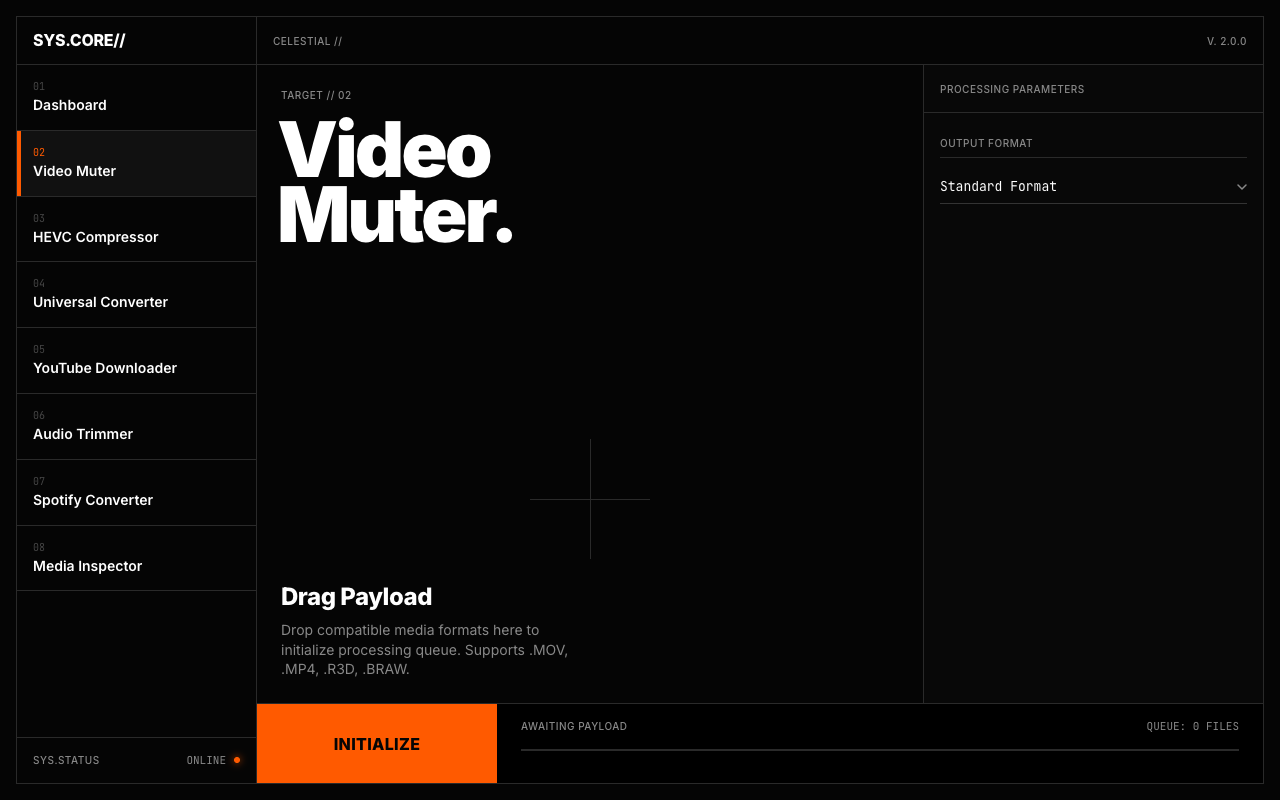 SYS.CORE//
CELESTIAL //
V. 2.0.0
01
Dashboard
02
Video Muter
03
HEVC Compressor
04
Universal Converter
05
YouTube Downloader
06
Audio Trimmer
07
Spotify Converter
08
Media Inspector
SYS.STATUS
ONLINE
TARGET // 02
Video
Muter.
Drag Payload
Drop compatible media formats here to
initialize processing queue. Supports .MOV,
.MP4, .R3D, .BRAW.
PROCESSING PARAMETERS
OUTPUT FORMAT
Standard Format
INITIALIZE
AWAITING PAYLOAD
QUEUE: 0 FILES